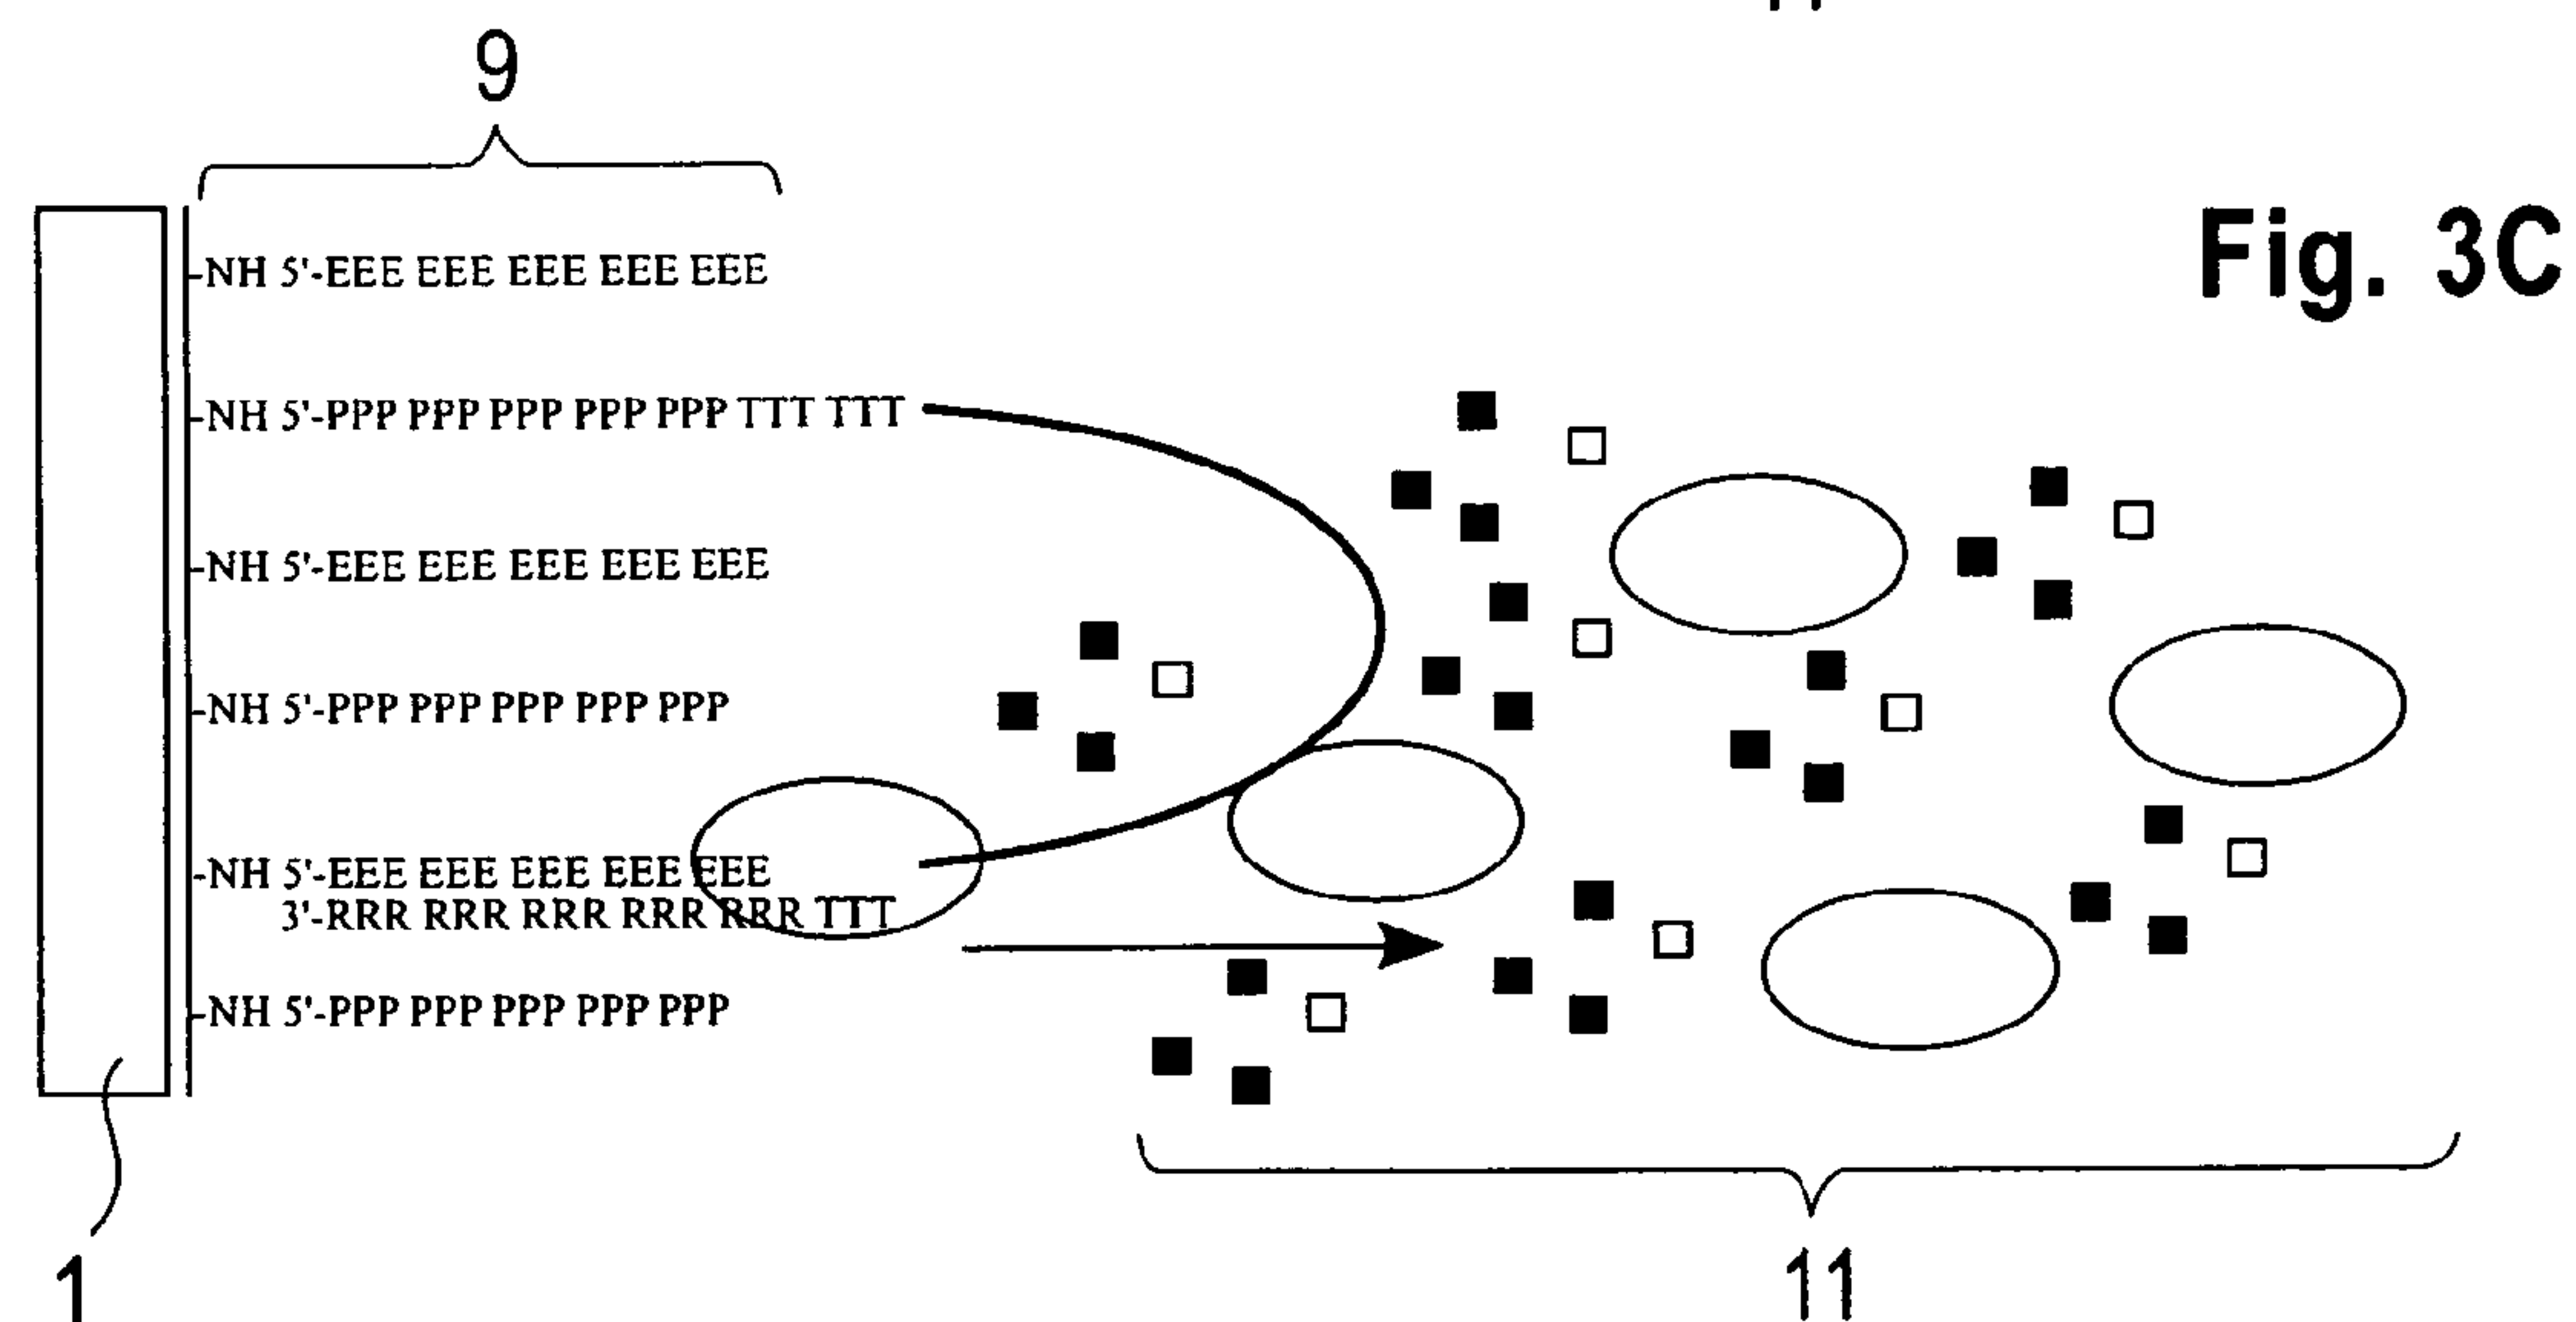 9
Fig. 3C
-NH 5'-EEE EEE EEE EEE EEE
-NH 5'-PPP PPP PPP PPP PPP TTT TTT
-NH 5'-EEE EEE EEE EEE EEE
-NH 5'-PPP PPP PPP PPP PPP
-NH 5'-EEE EEE EEE EEE EEE
3'-RRR RRR RRR RRR RRR TTT
-NH 5'-PPP PPP PPP PPP PPP
1
11